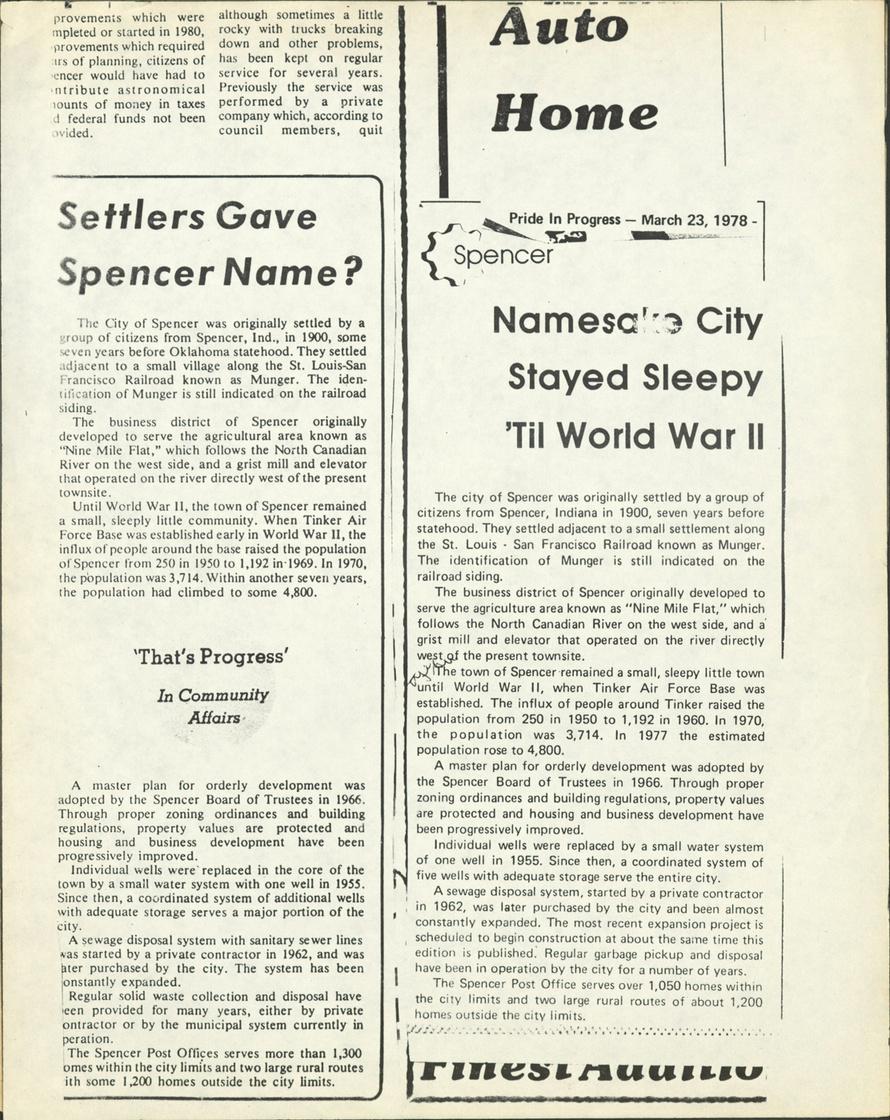 provements which were
mpleted or started in 1980,
provements which required
urs of planning, citizens of
encer would have had to
ntribute astronomical
ounts of money in taxes
d federal funds not been
ovided.
although sometimes a little
rocky with trucks breaking
down and other problems,
has been kept on regular
service for several years.
Previously the service was
performed by a private
company which, according to
council members, quit
Settlers Gave
Spencer Name?
The City of Spencer was originally settled by a
group of citizens from Spencer, Ind., in 1900, some
seven years before Oklahoma statehood. They settled
adjacent to a small village along the St. Louis-San
Francisco Railroad known as Munger. The iden-
tification of Munger is still indicated on the railroad
siding.
The business district of Spencer originally
developed to serve the agricultural area known as
"Nine Mile Flat," which follows the North Canadian
River on the west side, and a grist mill and elevator
that operated on the river directly west of the present
townsite.
Until World War II, the town of Spencer remained
a small, sleeply little community. When Tinker Air
Force Base was established early in World War II, the
influx of people around the base raised the population
of Spencer from 250 in 1950 to 1,192 in 1969. In 1970,
the population was 3,714. Within another seven years,
the population had climbed to some 4,800.
'That's Progress'
In Community
Affairs
A master plan for orderly development was
adopted by the Spencer Board of Trustees in 1966.
Through proper zoning ordinances and building
regulations, property values are protected and
housing and business development have been
progressively improved.
Individual wells were replaced in the core of the
town by a small water system with one well in 1955.
Since then, a coordinated system of additional wells
with adequate storage serves a major portion of the
city.
A sewage disposal system with sanitary sewer lines
was started by a private contractor in 1962, and was
ater purchased by the city. The system has been
onstantly expanded.
Regular solid waste collection and disposal have
een provided for many years, either by private
ontractor or by the municipal system currently in
peration.
The Spencer Post Offices serves more than 1,300
omes within the city limits and two large rural routes
ith some 1,200 homes outside the city limits.
Auto
Home
Pride In Progress — March 23, 1978 -
Spencer
Namesake City
Stayed Sleepy
'Til World War II
The city of Spencer was originally settled by a group of
citizens from Spencer, Indiana in 1900, seven years before
statehood. They settled adjacent to a small settlement along
the St. Louis - San Francisco Railroad known as Munger.
The identification of Munger is still indicated on the
railroad siding.
The business district of Spencer originally developed to
serve the agriculture area known as "Nine Mile Flat," which
follows the North Canadian River on the west side, and a
grist mill and elevator that operated on the river directly
west of the present townsite.
The town of Spencer remained a small, sleepy little town
until World War II, when Tinker Air Force Base was
established. The influx of people around Tinker raised the
population from 250 in 1950 to 1,192 in 1960. In 1970,
the population was 3,714. In 1977 the estimated
population rose to 4,800.
A master plan for orderly development was adopted by
the Spencer Board of Trustees in 1966. Through proper
zoning ordinances and building regulations, property values
are protected and housing and business development have
been progressively improved.
Individual wells were replaced by a small water system
of one well in 1955. Since then, a coordinated system of
five wells with adequate storage serve the entire city.
A sewage disposal system, started by a private contractor
in 1962, was later purchased by the city and been almost
constantly expanded. The most recent expansion project is
scheduled to begin construction at about the same time this
edition is published. Regular garbage pickup and disposal
have been in operation by the city for a number of years.
The Spencer Post Office serves over 1,050 homes within
the city limits and two large rural routes of about 1,200
homes outside the city limits.